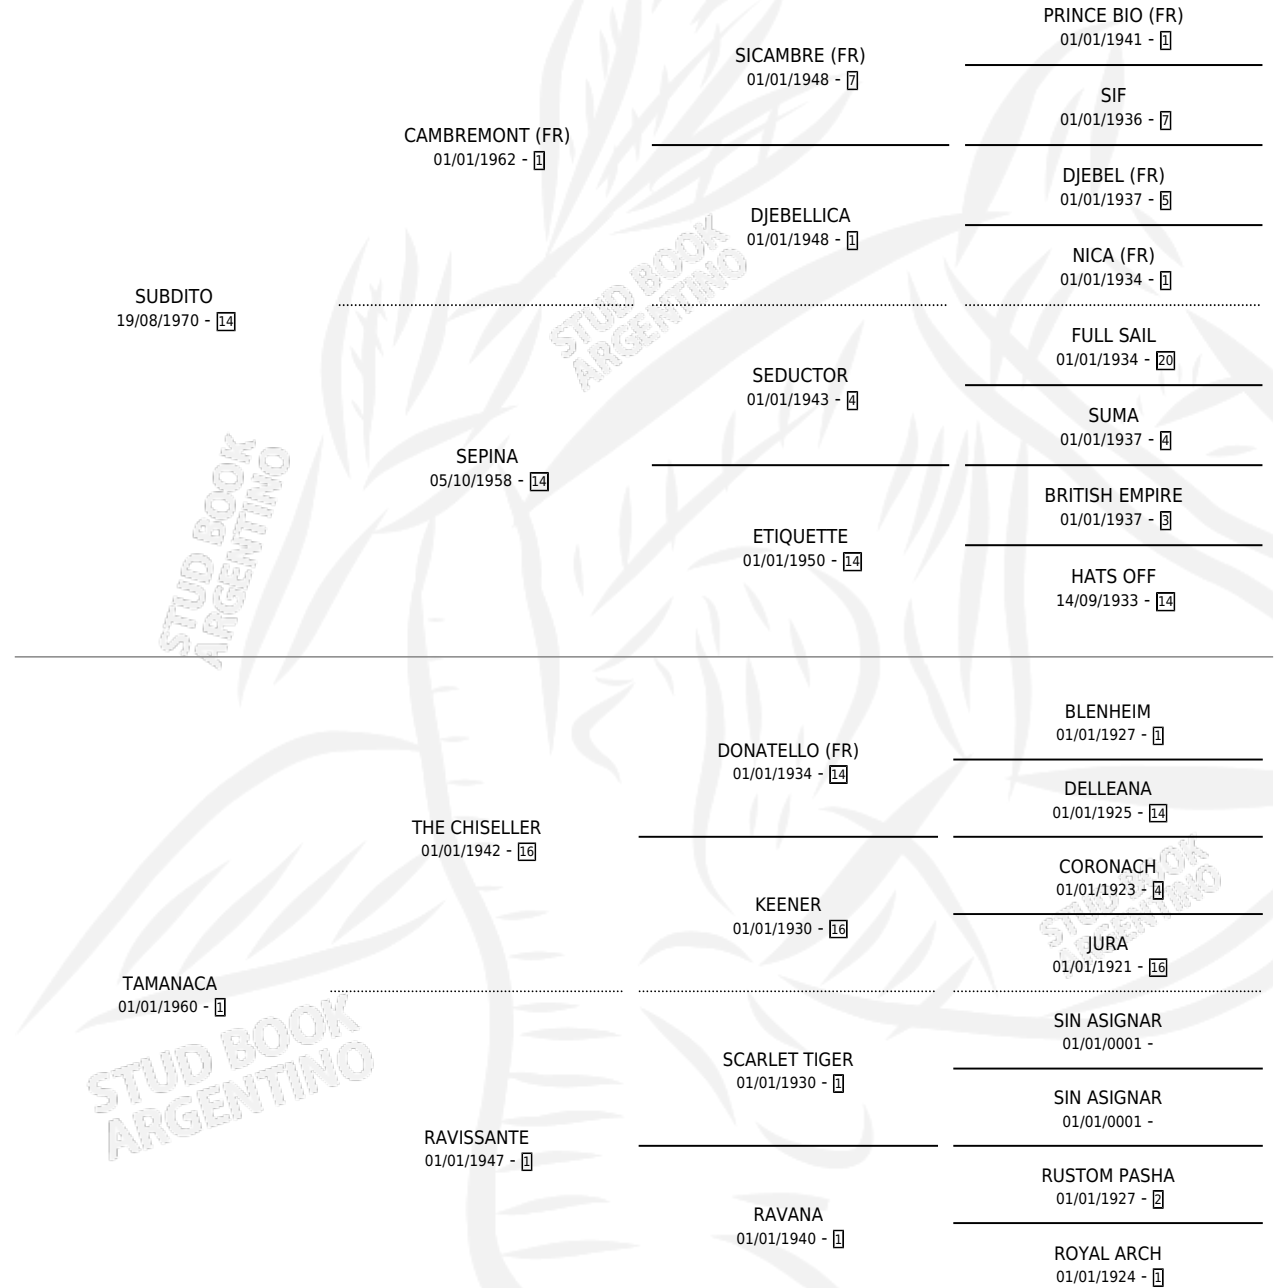 PRINCE BIO (FR)
01/01/1941 - 1
SICAMBRE (FR)
01/01/1948 - 7
SIF
01/01/1936 - 7
CAMBREMONT (FR)
01/01/1962 - 1
DJEBEL (FR)
01/01/1937 - 5
DJEBELLICA
01/01/1948 - 1
NICA (FR)
01/01/1934 - 1
SUBDITO
19/08/1970 - 14
FULL SAIL
01/01/1934 - 20
SEDUCTOR
01/01/1943 - 4
SUMA
01/01/1937 - 4
SEPINA
05/10/1958 - 14
BRITISH EMPIRE
01/01/1937 - 3
ETIQUETTE
01/01/1950 - 14
HATS OFF
14/09/1933 - 14
STUD BOOK
ARGENTINO
STUD BOOK
ARGENTINO
BLENHEIM
01/01/1927 - 1
DONATELLO (FR)
01/01/1934 - 14
DELLEANA
01/01/1925 - 14
THE CHISELLER
01/01/1942 - 16
CORONACH
01/01/1923 - 4
KEENER
01/01/1930 - 16
JURA
01/01/1921 - 16
TAMANACA
01/01/1960 - 1
SIN ASIGNAR
01/01/0001 -
SCARLET TIGER
01/01/1930 - 1
SIN ASIGNAR
01/01/0001 -
RAVISSANTE
01/01/1947 - 1
RUSTOM PASHA
01/01/1927 - 2
RAVANA
01/01/1940 - 1
ROYAL ARCH
01/01/1924 - 1
STUD BOOK
ARGENTINO
STUD BOOK
ARGENTINO